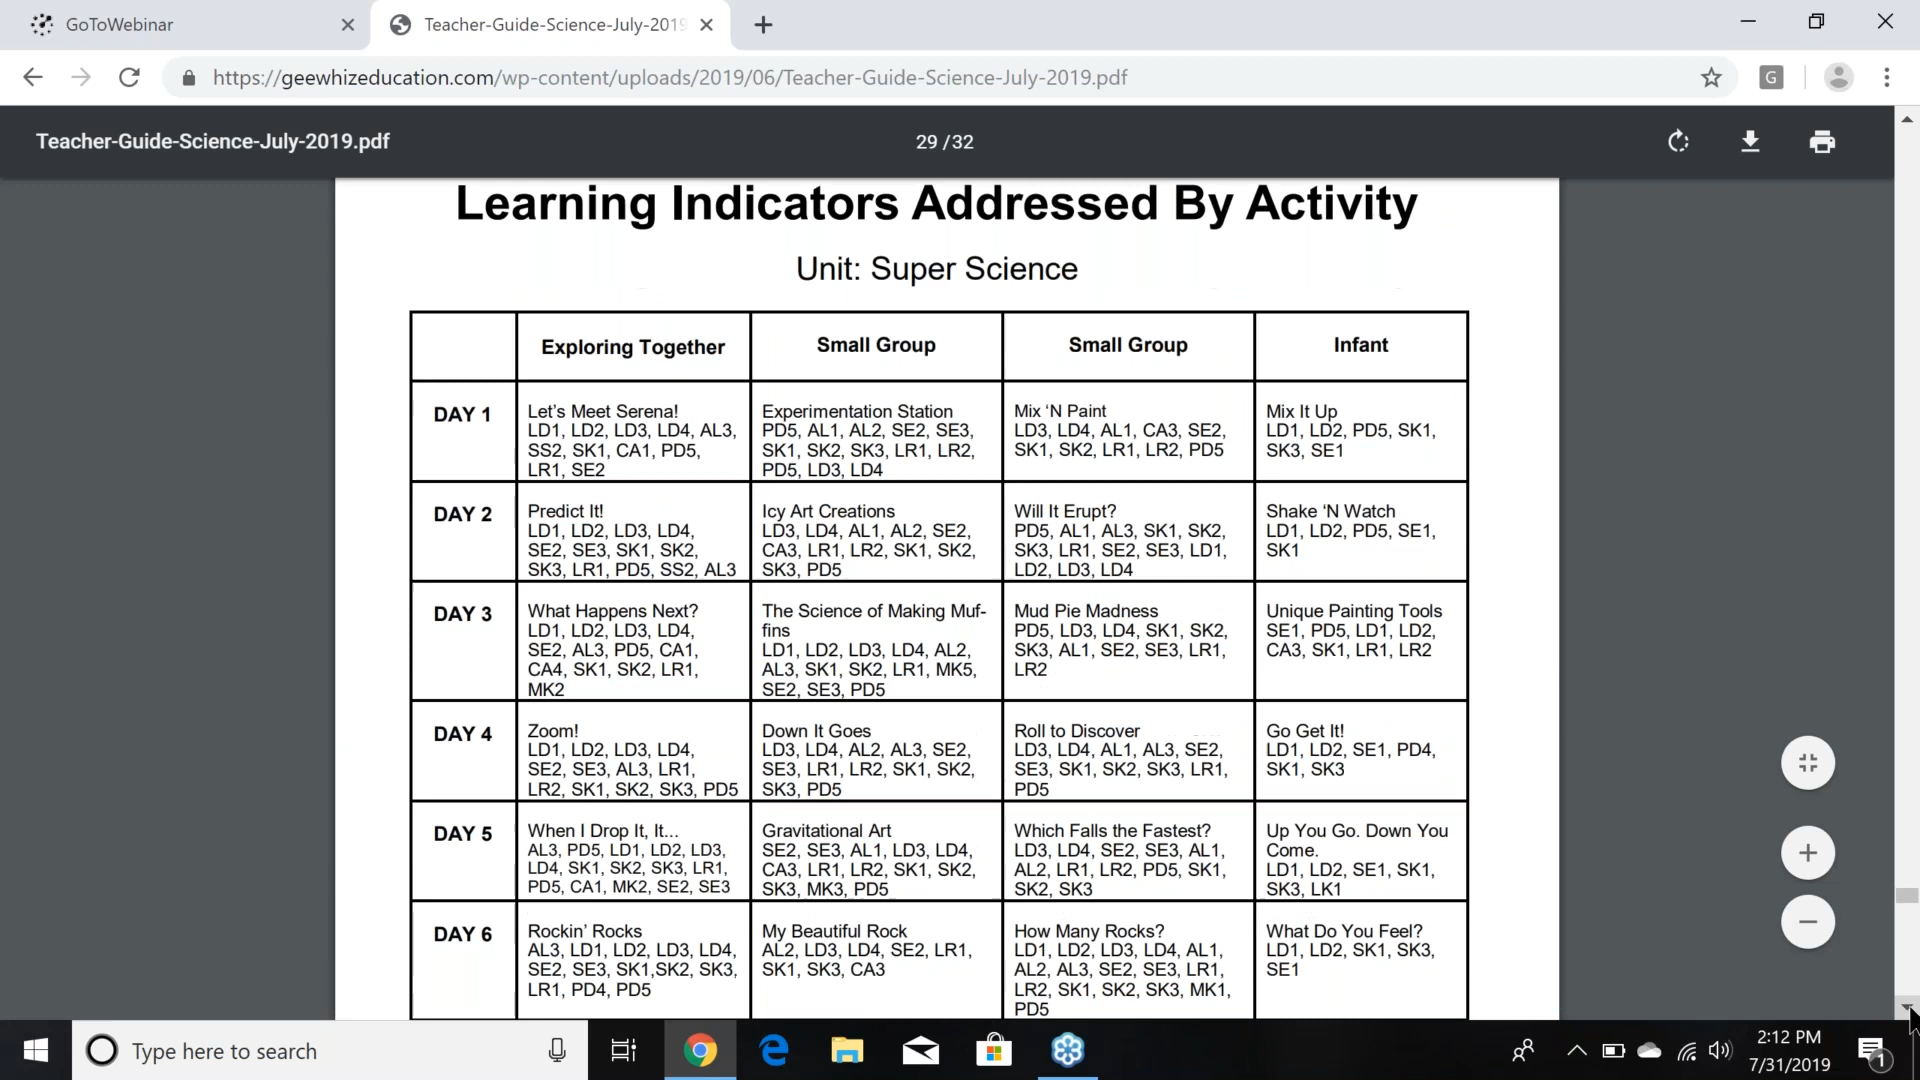 GoToWebinar
Teacher-Guide-Science-July-2019
https://geewhizeducation.com/wp-content/uploads/2019/06/Teacher-Guide-Science-July-2019.pdf
G
Teacher-Guide-Science-July-2019.pdf
29 / 32
Learning Indicators Addressed By Activity
Unit: Super Science
Exploring Together
Small Group
Small Group
Infant
DAY 1
Let's Meet Serena!
LD1, LD2, LD3, LD4, AL3,
SS2, SK1, CA1, PD5,
LR1, SE2
Experimentation Station
PD5, AL1, AL2, SE2, SE3,
SK1, SK2, SK3, LR1, LR2,
PD5, LD3, LD4
Mix 'N Paint
LD3, LD4, AL1, CA3, SE2,
SK1, SK2, LR1, LR2, PD5
Mix It Up
LD1, LD2, PD5, SK1,
SK3, SE1
DAY 2
Predict It!
LD1, LD2, LD3, LD4,
SE2, SE3, SK1, SK2,
SK3, LR1, PD5, SS2, AL3
Icy Art Creations
LD3, LD4, AL1, AL2, SE2,
CA3, LR1, LR2, SK1, SK2,
SK3, PD5
Will It Erupt?
PD5, AL1, AL3, SK1, SK2,
SK3, LR1, SE2, SE3, LD1,
LD2, LD3, LD4
Shake 'N Watch
LD1, LD2, PD5, SE1,
SK1
DAY 3
What Happens Next?
LD1, LD2, LD3, LD4,
SE2, AL3, PD5, CA1,
CA4, SK1, SK2, LR1,
MK2
The Science of Making Muf-
fins
LD1, LD2, LD3, LD4, AL2,
AL3, SK1, SK2, LR1, MK5,
SE2, SE3, PD5
Mud Pie Madness
PD5, LD3, LD4, SK1, SK2,
SK3, AL1, SE2, SE3, LR1,
LR2
Unique Painting Tools
SE1, PD5, LD1, LD2,
CA3, SK1, LR1, LR2
DAY 4
Zoom!
LD1, LD2, LD3, LD4,
SE2, SE3, AL3, LR1,
LR2, SK1, SK2, SK3, PD5
Down It Goes
LD3, LD4, AL2, AL3, SE2,
SE3, LR1, LR2, SK1, SK2,
SK3, PD5
Roll to Discover
LD3, LD4, AL1, AL3, SE2,
SE3, SK1, SK2, SK3, LR1,
PD5
Go Get It!
LD1, LD2, SE1, PD4,
SK1, SK3
DAY 5
When I Drop It, It...
AL3, PD5, LD1, LD2, LD3,
LD4, SK1, SK2, SK3, LR1,
PD5, CA1, MK2, SE2, SE3
Gravitational Art
SE2, SE3, AL1, LD3, LD4,
CA3, LR1, LR2, SK1, SK2,
SK3, MK3, PD5
Which Falls the Fastest?
LD3, LD4, SE2, SE3, AL1,
AL2, LR1, LR2, PD5, SK1,
SK2, SK3
Up You Go. Down You
Come.
LD1, LD2, SE1, SK1,
SK3, LK1
DAY 6
Rockin' Rocks
AL3, LD1, LD2, LD3, LD4,
SE2, SE3, SK1,SK2, SK3,
LR1, PD4, PD5
My Beautiful Rock
AL2, LD3, LD4, SE2, LR1,
SK1, SK3, CA3
How Many Rocks?
LD1, LD2, LD3, LD4, AL1,
AL2, AL3, SE2, SE3, LR1,
LR2, SK1, SK2, SK3, MK1,
PD5
What Do You Feel?
LD1, LD2, SK1, SK3,
SE1
Type here to search
2:12 PM
7/31/2019
1